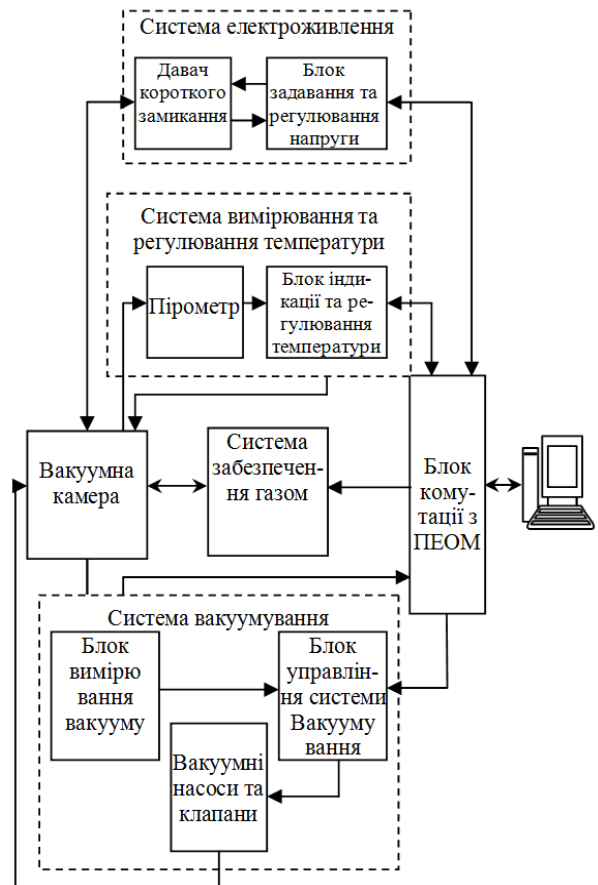 Система електроживлення
Давач
короткого
замикання
Блок
задавання та
регулювання
напруги
Система вимірювання та
регулювання температури
Пірометр
Блок інди-
кації та ре-
гулювання
температури
Вакуумна
камера
Система
забезпечен-
ня газом
Блок
кому-
тації з
ПЕОМ
Система вакуумування
Блок
вимірю
вання
вакууму
Блок
управлін-
ня системи
Вакууму
вання
Вакуумні
насоси та
клапани